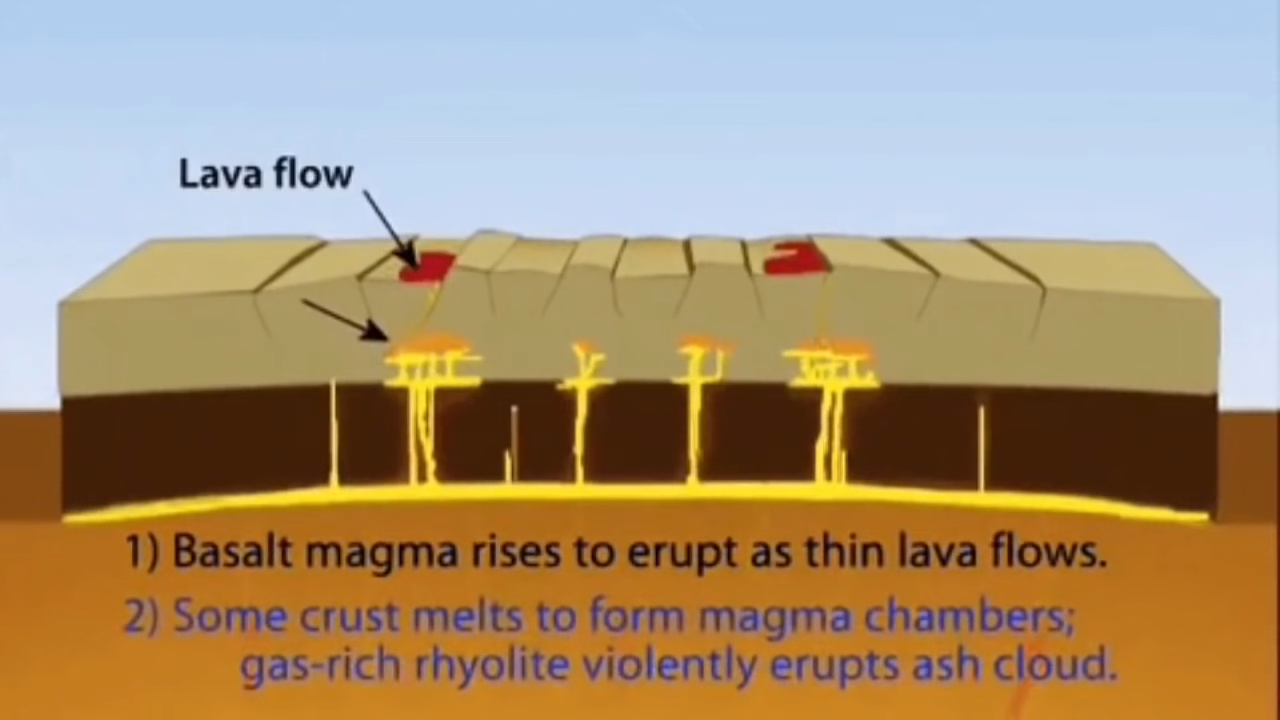 Lava flow
1) Basalt magma rises to erupt as thin lava flows.
2) Some crust melts to form magma chambers;
gas-rich rhyolite violently erupts ash cloud.